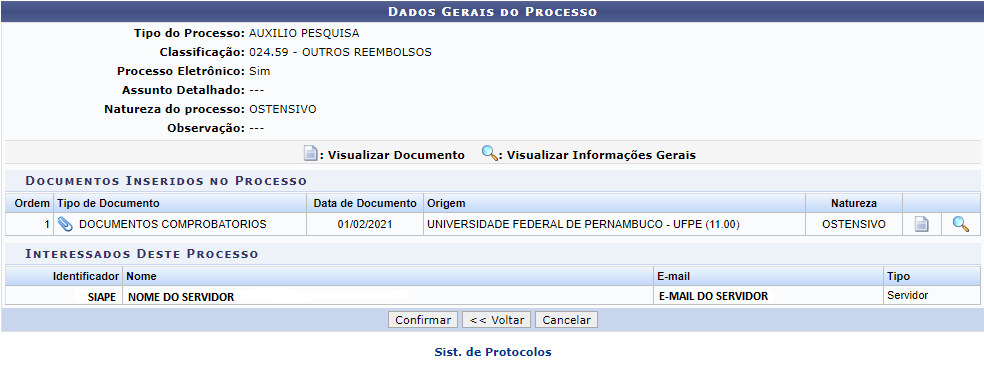 DADOS GERAIS DO PROCESSO
Tipo do Processo: AUXILIO PESQUISA
Classificação: 024.59 - OUTROS REEMBOLSOS
Processo Eletrônico: Sim
Assunto Detalhado: ---
Natureza do processo: OSTENSIVO
Observação: ---
: Visualizar Documento : Visualizar Informações Gerais
DOCUMENTOS INSERIDOS NO PROCESSO
Ordem Tipo de Documento Data de Documento Origem Natureza
1 DOCUMENTOS COMPROBATORIOS 01/02/2021 UNIVERSIDADE FEDERAL DE PERNAMBUCO - UFPE (11.00) OSTENSIVO
INTERESSADOS DESTE PROCESSO
Identificador Nome E-mail Tipo
SIAPE NOME DO SERVIDOR E-MAIL DO SERVIDOR Servidor
Confirmar << Voltar Cancelar
Sist. de Protocolos